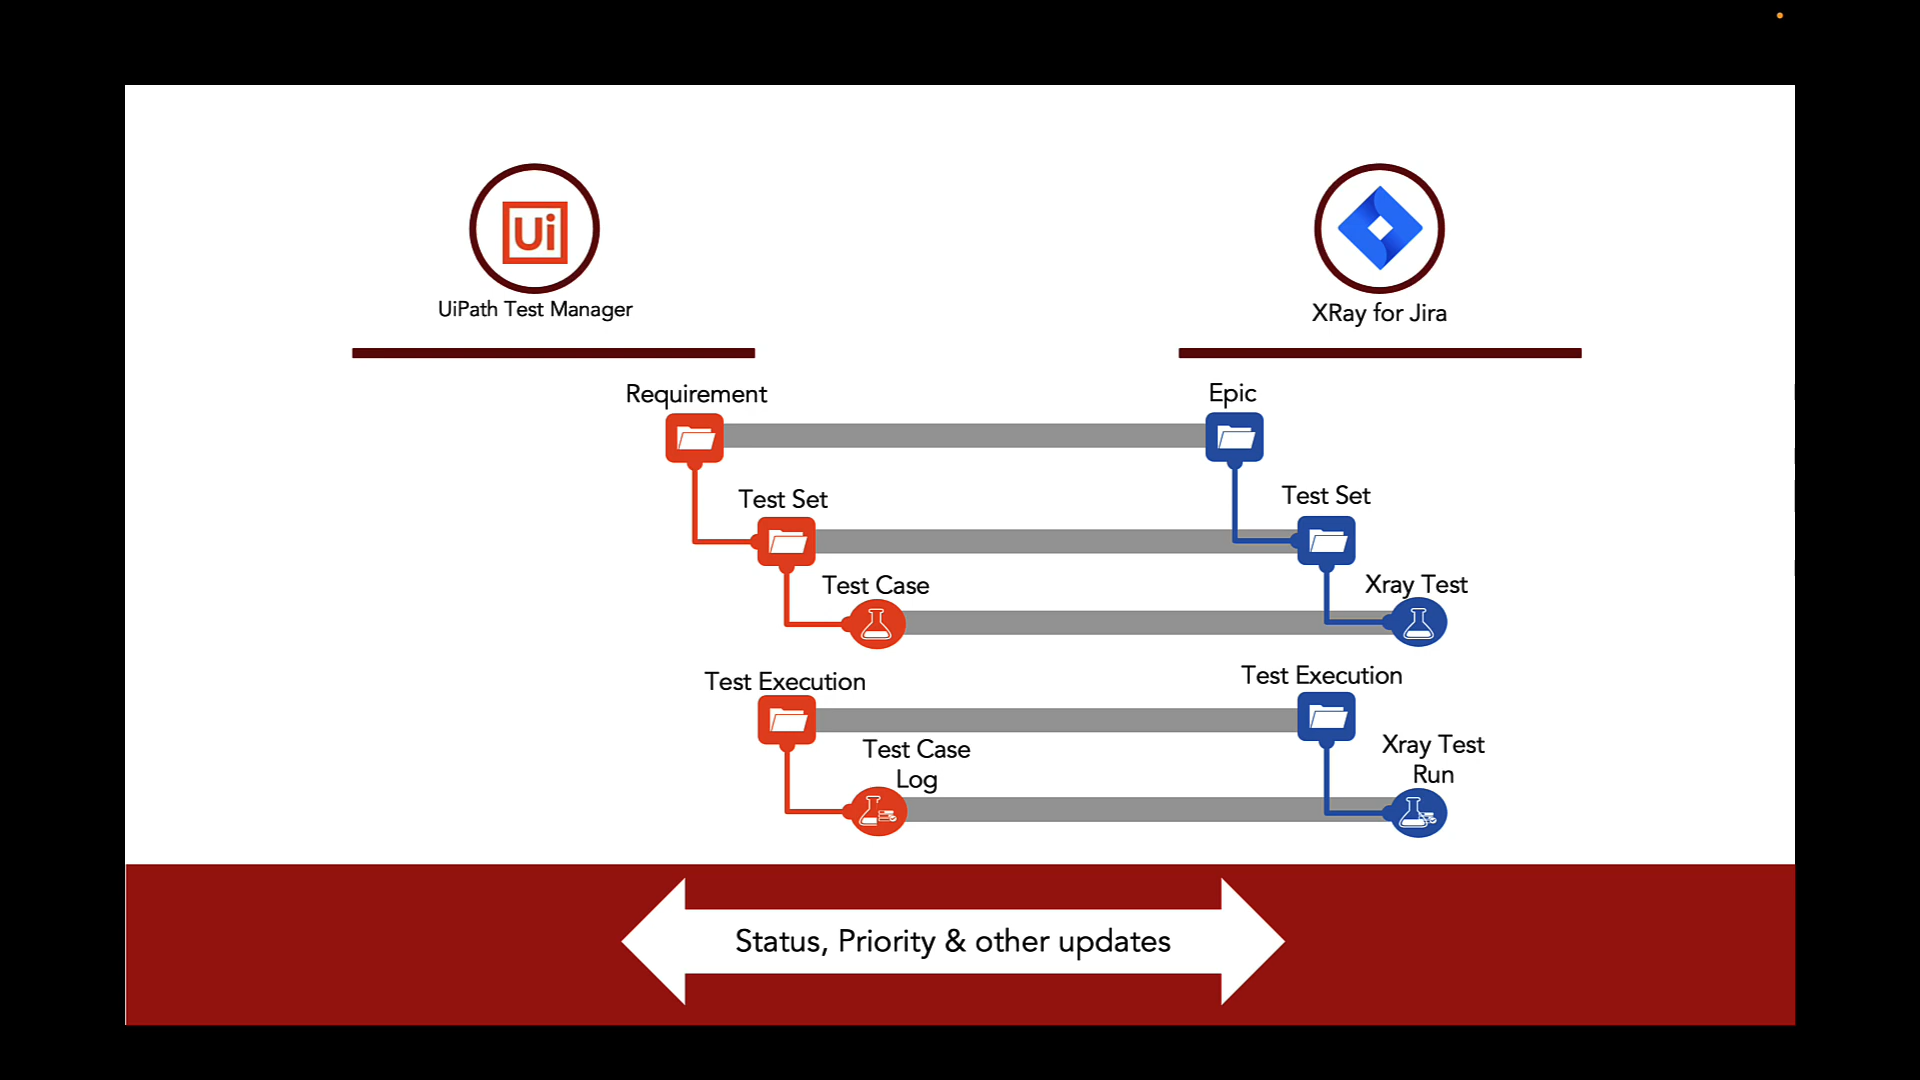 Ui
UiPath Test Manager
XRay for Jira
Requirement
Epic
Test Set
Test Set
Test Case
Xray Test
Test Execution
Test Execution
Test Case
Log
Xray Test
Run
Status, Priority & other updates